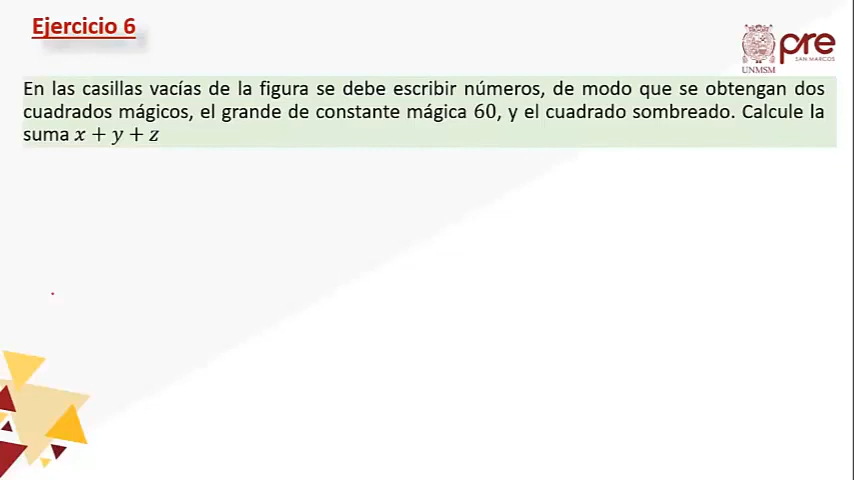 Ejercicio 6
UNMSM
pre
SAN MARCOS
En las casillas vacías de la figura se debe escribir números, de modo que se obtengan dos
cuadrados mágicos, el grande de constante mágica 60, y el cuadrado sombreado. Calcule la
suma x + y + z